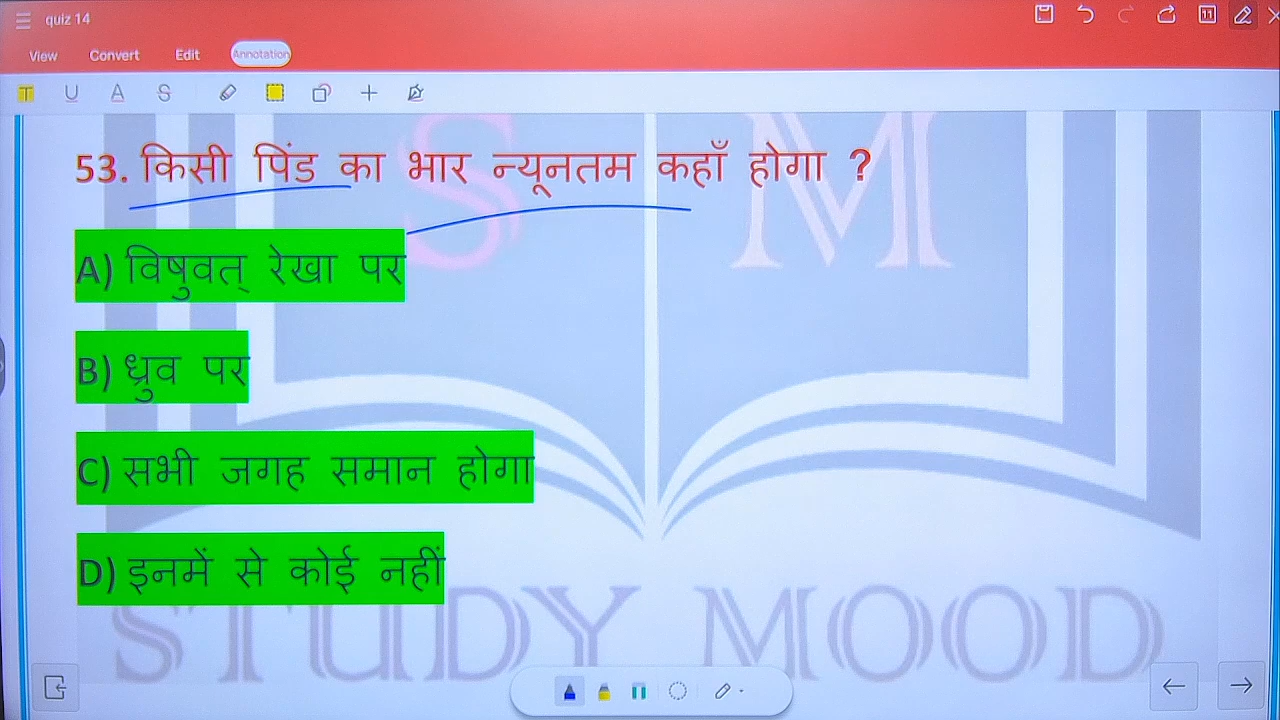 quiz 14
11
View Convert Edit Annotation
T U A S
S M
53. किसी पिंड का भार न्यूनतम कहाँ होगा ?
A) विषुवत् रेखा पर
B) ध्रुव पर
C) सभी जगह समान होगा
D) इनमें से कोई नहीं
STUDY MOOD